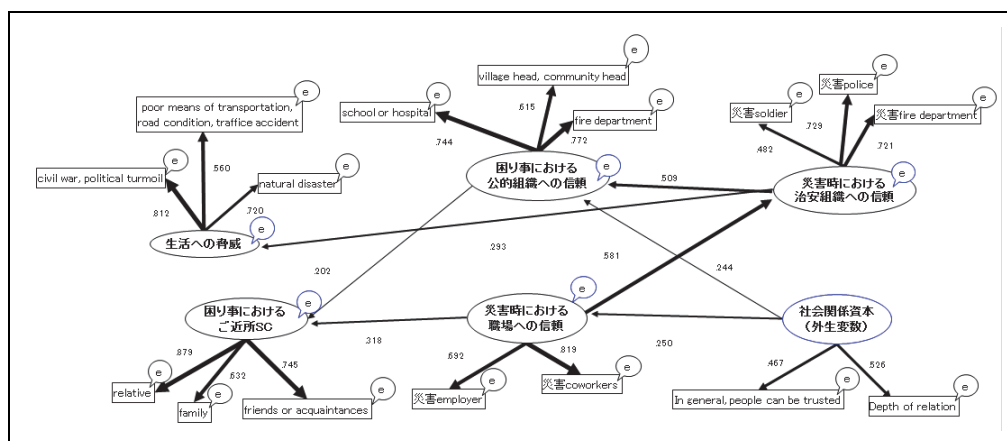 e
village head, community head
e
災害police
e
poor means of transportation,
road condition, traffice accident
e
school or hospital
.615
e
fire department
災害soldier
e
.729
e
災害fire department
.744
.772
.482
.721
civil war, political turmoil
e
.560
natural disaster
e
困り事における
公的組織への信頼
e
.509
災害時における
治安組織への信頼
e
.812
.720
生活への脅威
e
.293
.581
.244
.202
困り事における
ご近所SC
e
災害時における
職場への信頼
e
社会関係資本
（外生変数）
.318
.250
.879
.632
.745
.692
.819
.467
.526
relative
e
family
e
friends or acquaintances
e
災害employer
e
災害coworkers
e
In general, people can be trusted
e
Depth of relation
e